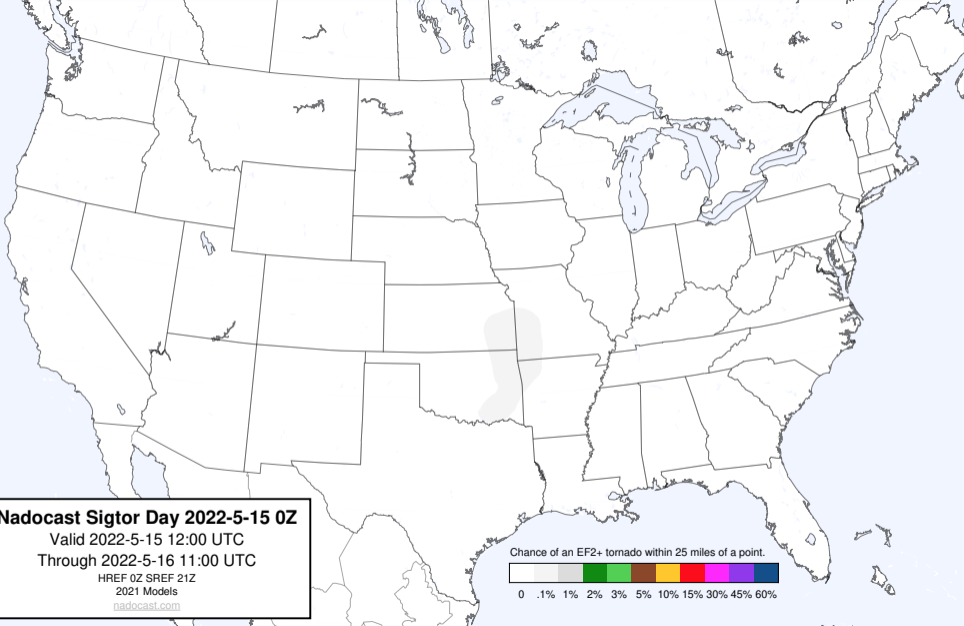 Nadocast Sigtor Day 2022-5-15 0Z
Valid 2022-5-15 12:00 UTC
Through 2022-5-16 11:00 UTC
HREF 0Z SREF 21Z
2021 Models
nadocast.com
Chance of an EF2+ tornado within 25 miles of a point.
0 .1% 1% 2% 3% 5% 10% 15% 30% 45% 60%